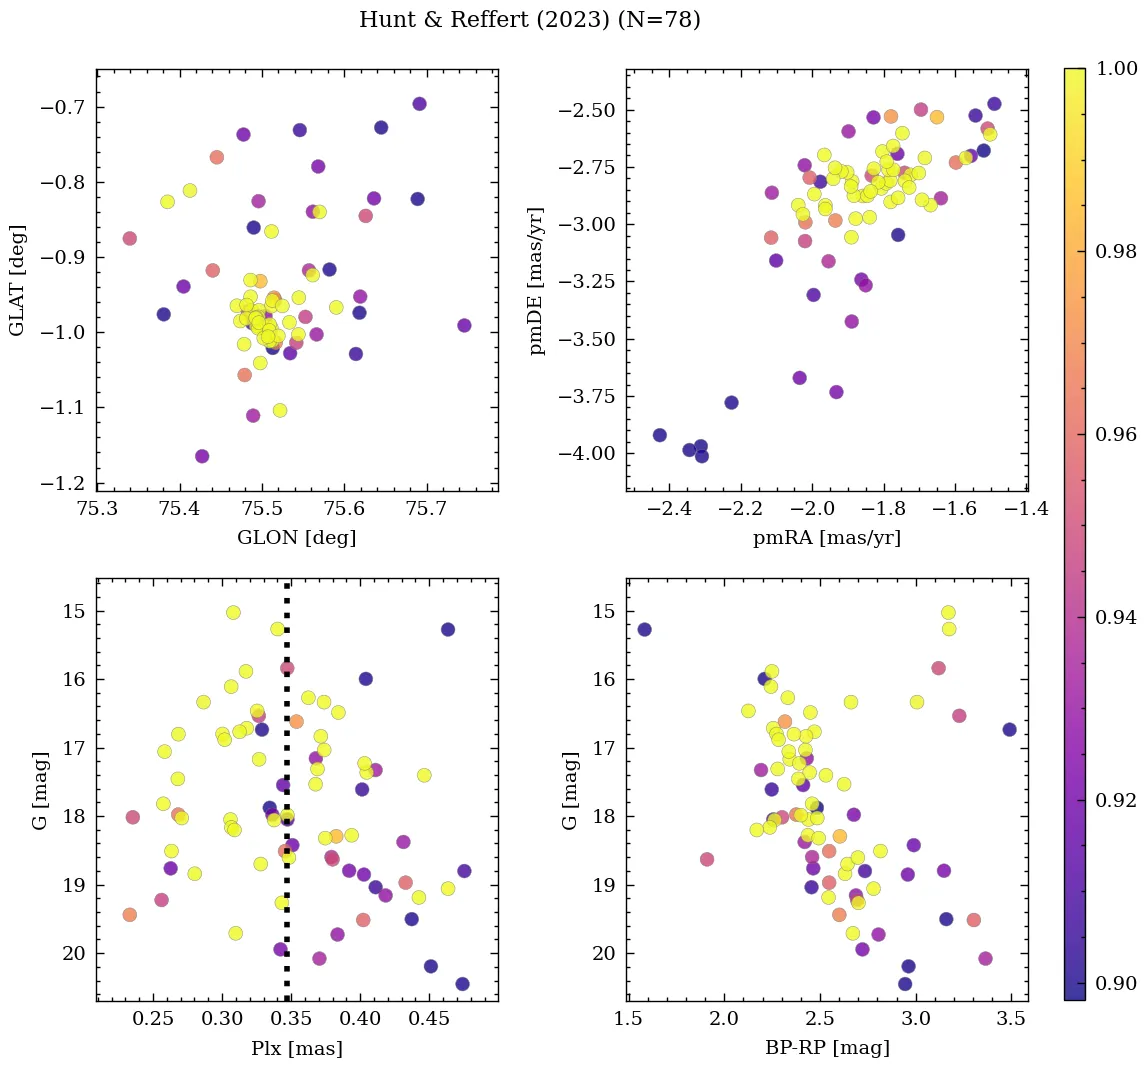 Hunt & Reffert (2023) (N=78)
−0.7
−0.8
−0.9
−1.0
−1.1
−1.2
GLAT [deg]
75.3 75.4 75.5 75.6 75.7
GLON [deg]
−2.50
−2.75
−3.00
−3.25
−3.50
−3.75
−4.00
pmDE [mas/yr]
−2.4 −2.2 −2.0 −1.8 −1.6 −1.4
pmRA [mas/yr]
15
16
17
18
19
20
G [mag]
0.25 0.30 0.35 0.40 0.45
Plx [mas]
15
16
17
18
19
20
G [mag]
1.5 2.0 2.5 3.0 3.5
BP-RP [mag]
1.00
0.98
0.96
0.94
0.92
0.90